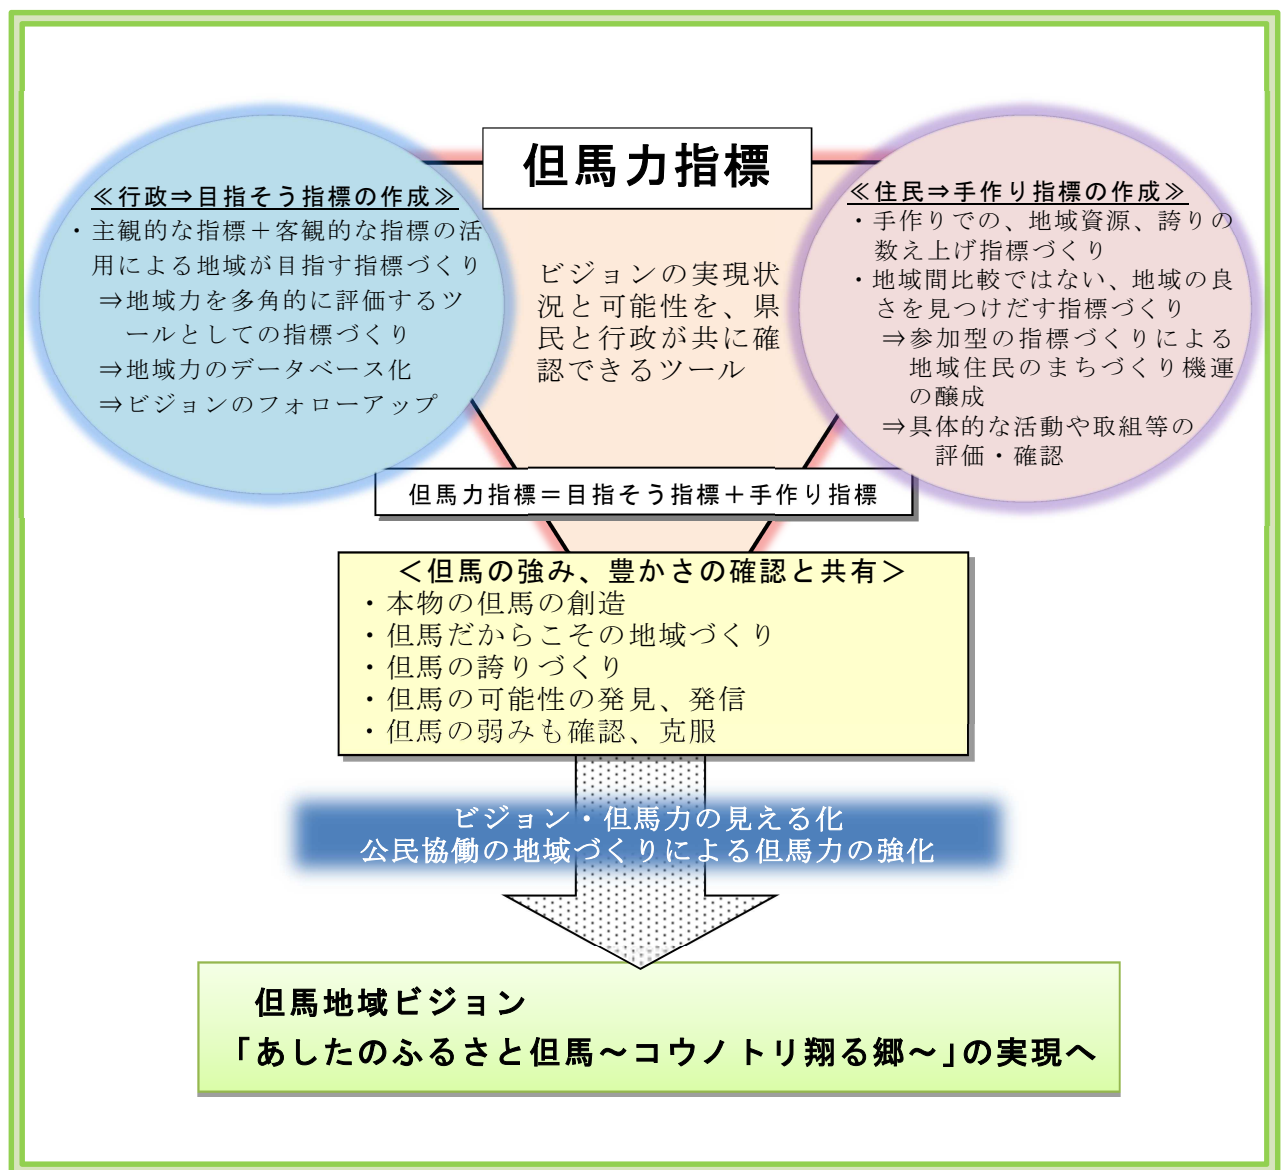 但馬力指標
≪行政⇒目指そう指標の作成≫
・主観的な指標＋客観的な指標の活
用による地域が目指す指標づくり
⇒地域力を多角的に評価するツ
ールとしての指標づくり
⇒地域力のデータベース化
⇒ビジョンのフォローアップ
ビジョンの実現状
況と可能性を、県
民と行政が共に確
認できるツール
≪住民⇒手作り指標の作成≫
・手作りでの、地域資源、誇りの
数え上げ指標づくり
・地域間比較ではない、地域の良
さを見つけだす指標づくり
⇒参加型の指標づくりによる
地域住民のまちづくり機運
の醸成
⇒具体的な活動や取組等の
評価・確認
但馬力指標＝目指そう指標＋手作り指標
＜但馬の強み、豊かさの確認と共有＞
・本物の但馬の創造
・但馬だからこその地域づくり
・但馬の誇りづくり
・但馬の可能性の発見、発信
・但馬の弱みも確認、克服
ビジョン・但馬力の見える化
公民協働の地域づくりによる但馬力の強化
但馬地域ビジョン
「あしたのふるさと但馬～コウノトリ翔る郷～」の実現へ